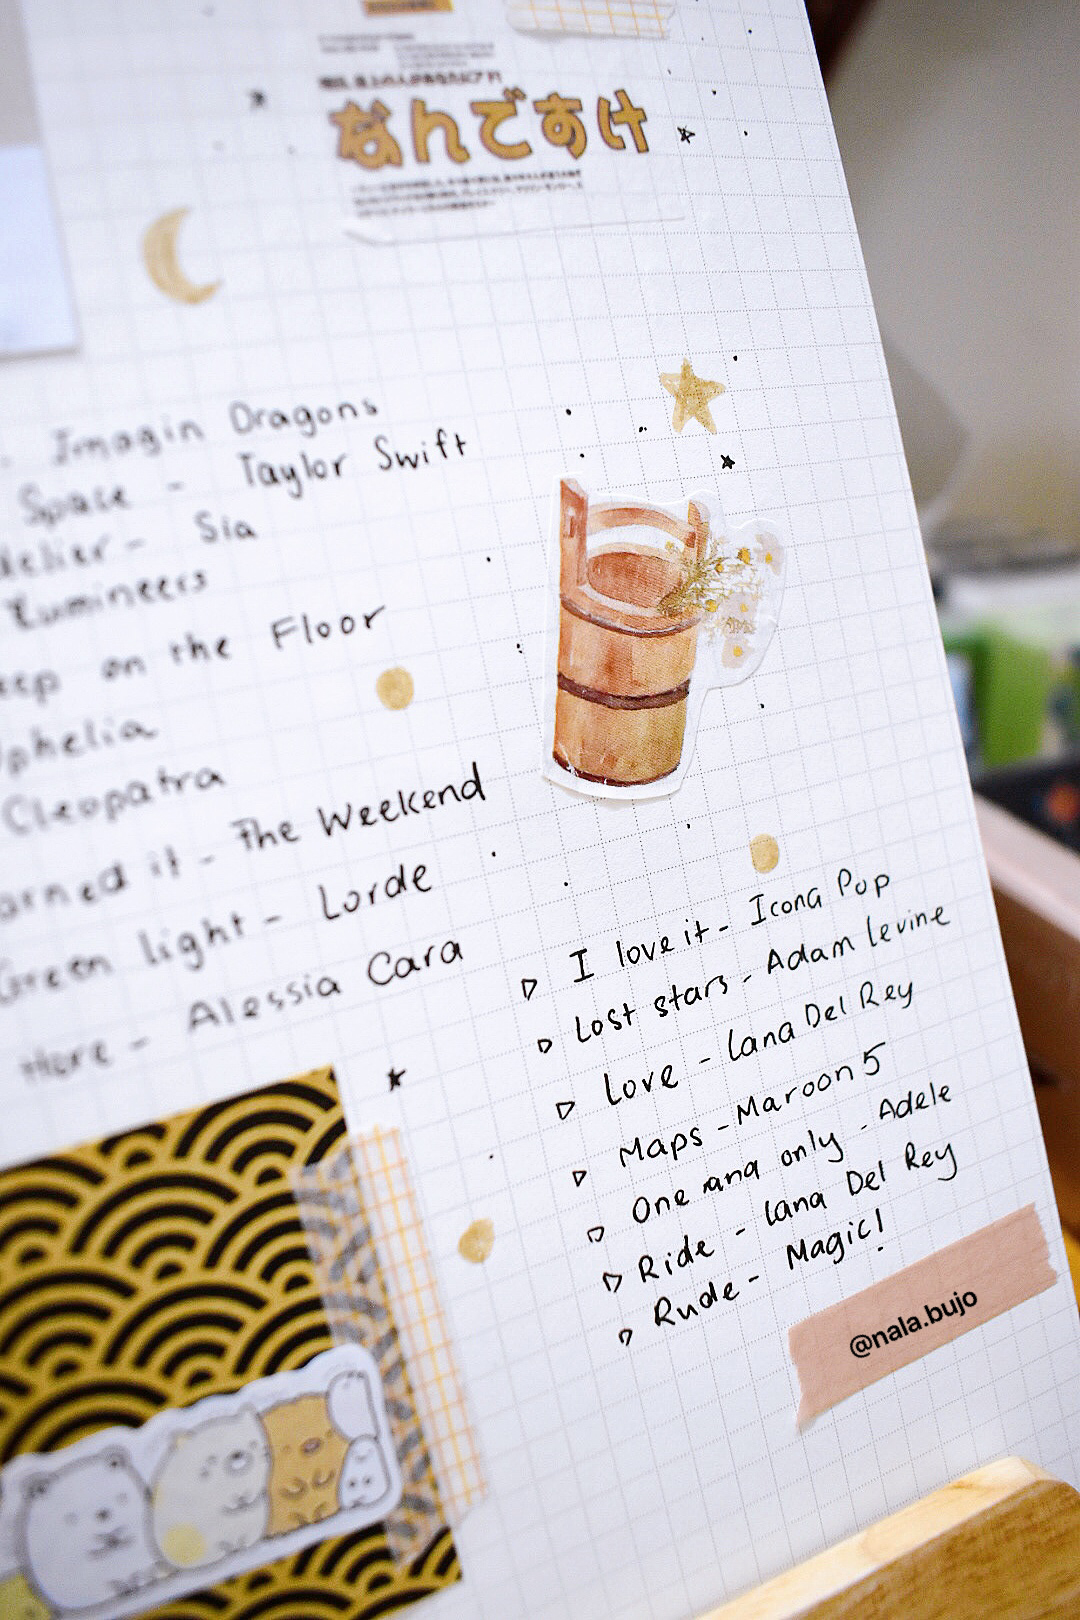 なんですけ
Imagin Dragons
Space - Taylor Swift
delier - Sia
Lumineers
eep on the Floor
Ophelia
Cleopatra
arned it - The Weekend
Green light - Lorde
Here - Alessia Cara
I love it - Icona Pop
Lost stars - Adam Levine
Love - Lana Del Rey
Maps - Maroon 5
One and only - Adele
Ride - Lana Del Rey
Rude - Magic!
@nala.bujo